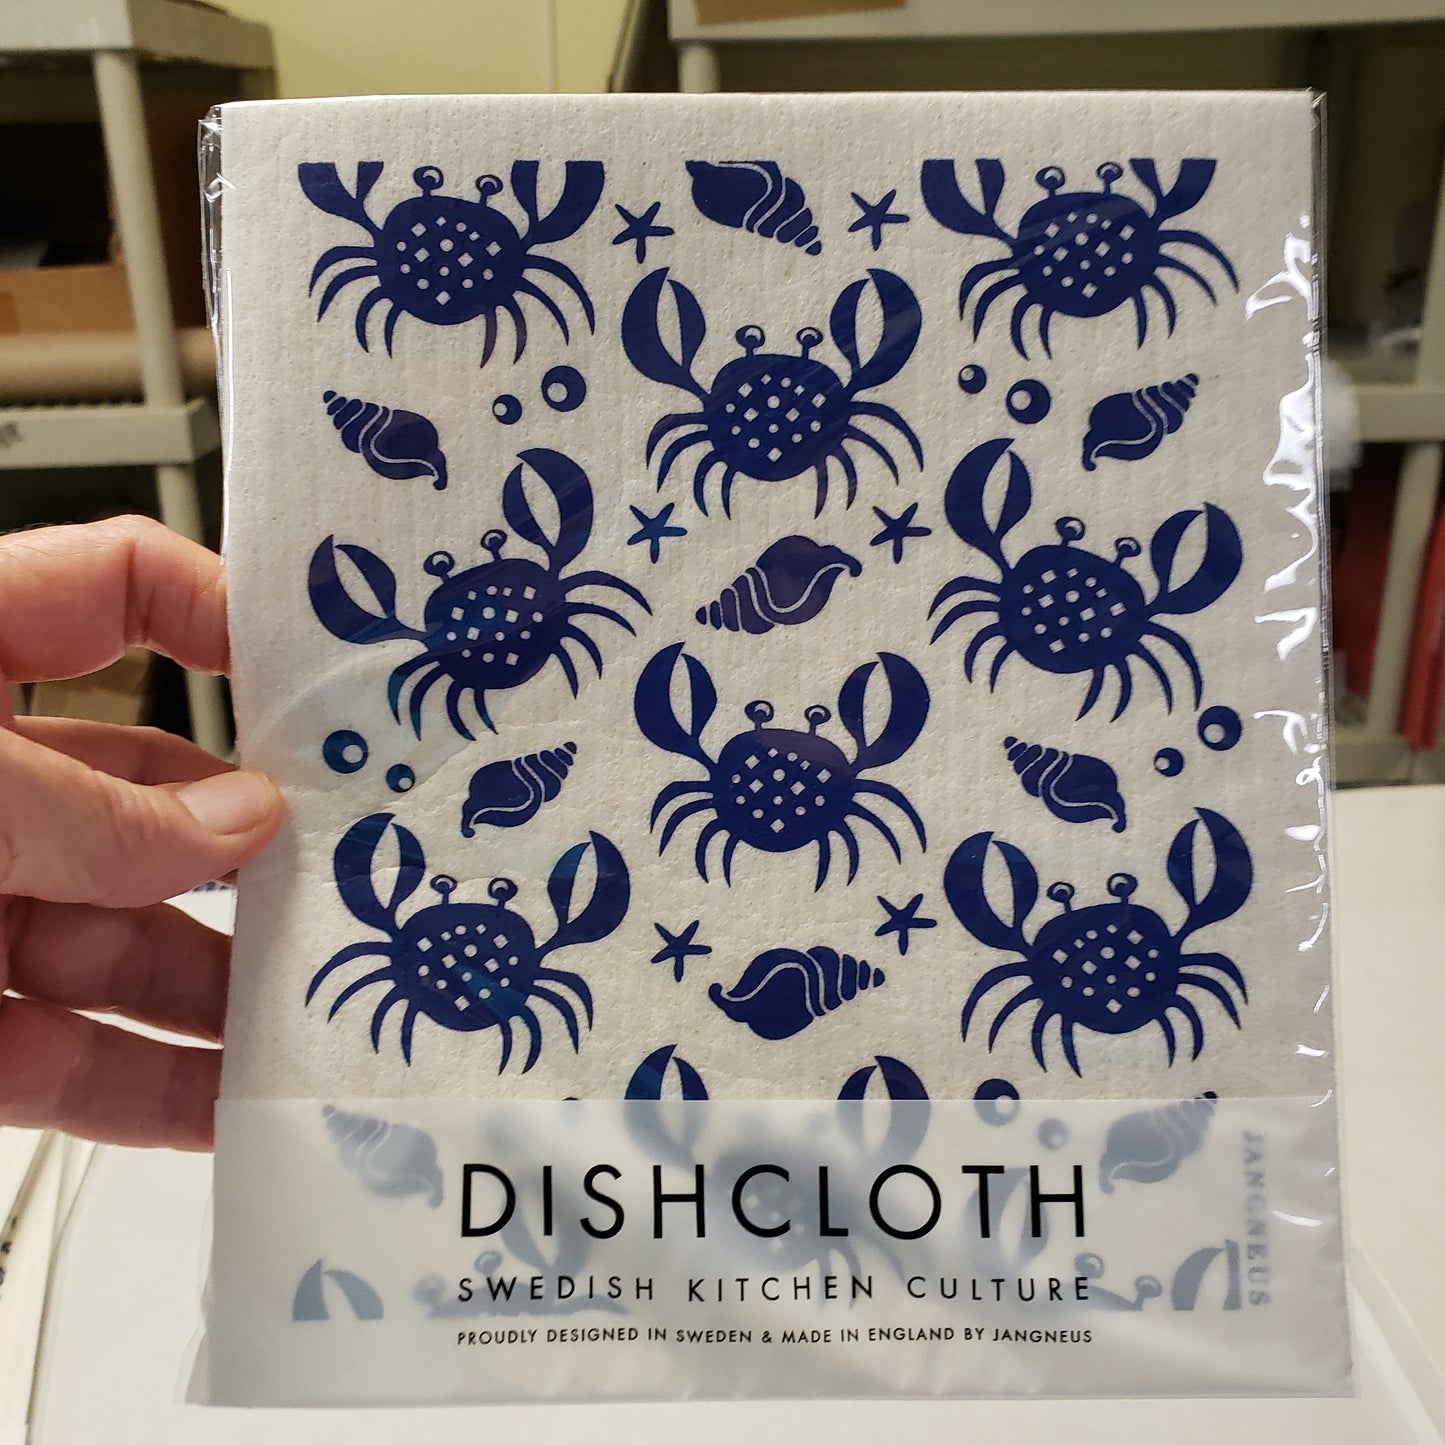 DISHCLOTH
SWEDISH KITCHEN CULTURE
PROUDLY DESIGNED IN SWEDEN & MADE IN ENGLAND BY JANGNEUS
JANGNEUS